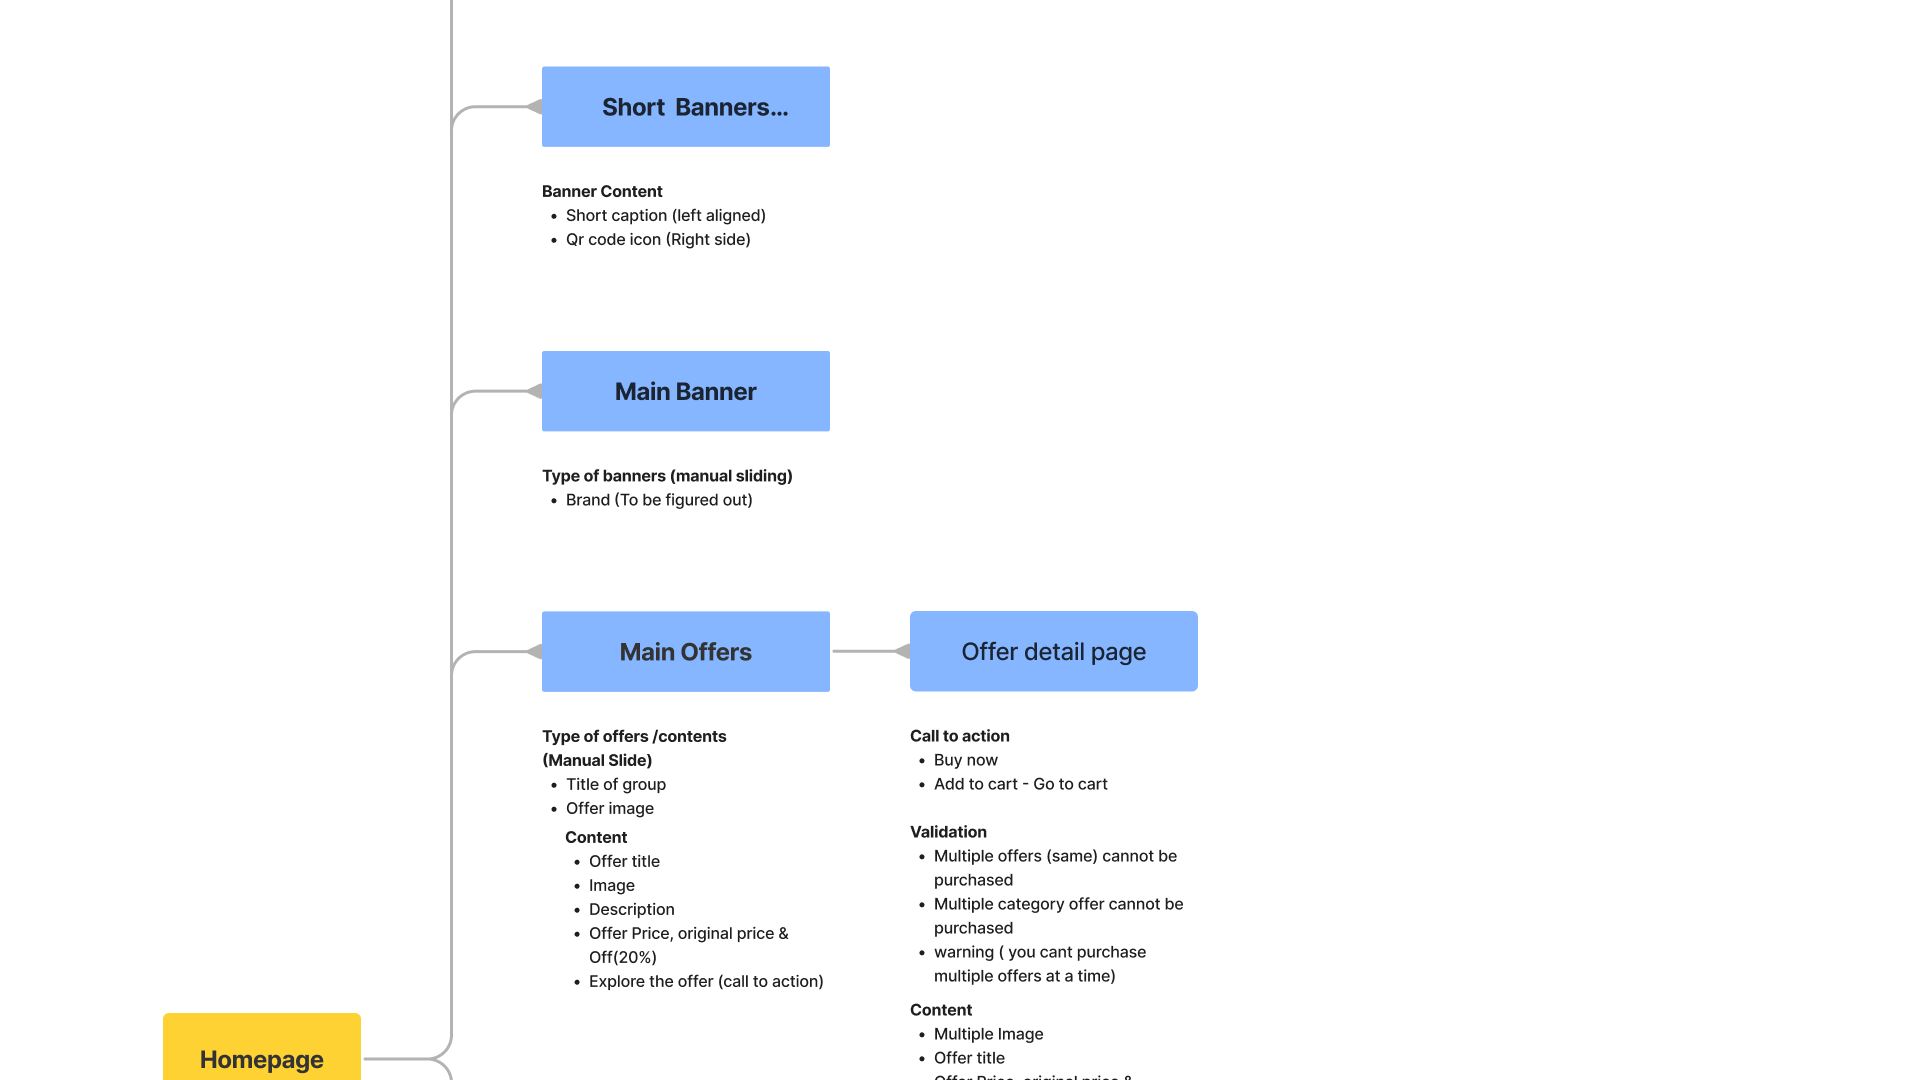 Short  Banners...
Banner Content
• Short caption (left aligned)
• Qr code icon (Right side)
Main Banner
Type of banners (manual sliding)
• Brand (To be figured out)
Main Offers
Type of offers /contents
(Manual Slide)
• Title of group
• Offer image
Content
• Offer title
• Image
• Description
• Offer Price, original price &
Off(20%)
• Explore the offer (call to action)
Offer detail page
Call to action
• Buy now
• Add to cart - Go to cart
Validation
• Multiple offers (same) cannot be
purchased
• Multiple category offer cannot be
purchased
• warning ( you cant purchase
multiple offers at a time)
Content
• Multiple Image
• Offer title
• Offer Price, original price &
Homepage